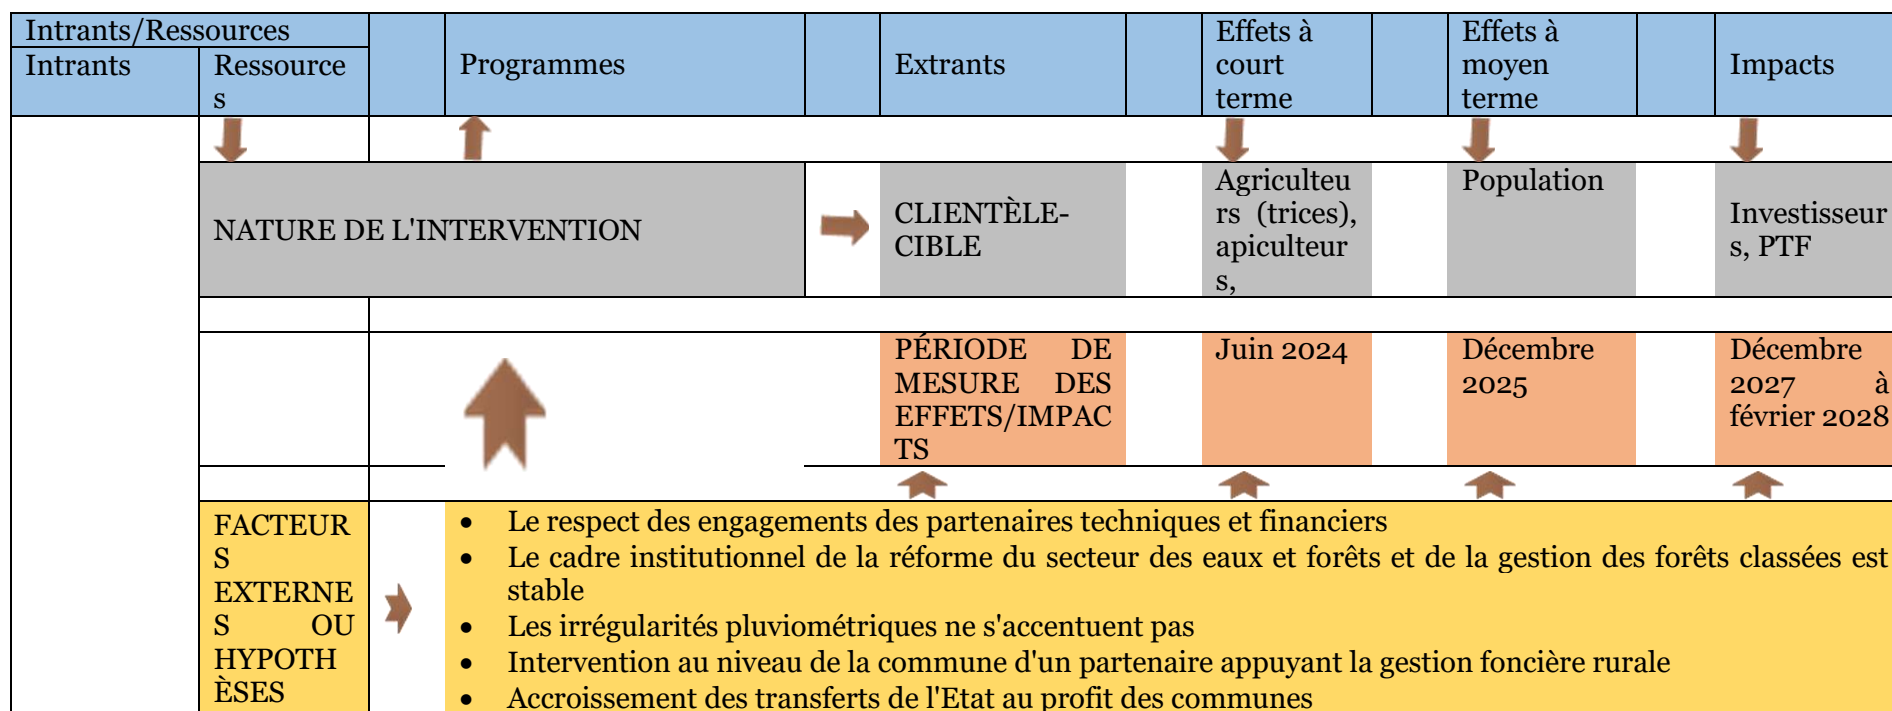 Intrants/Ressources
Intrants
Ressource
s
Programmes
Extrants
Effets à
court
terme
Effets à
moyen
terme
Impacts
NATURE DE L'INTERVENTION
CLIENTÈLE-
CIBLE
Agriculteu
rs (trices),
apiculteur
s,
Population
Investisseur
s, PTF
PÉRIODE DE
MESURE DES
EFFETS/IMPAC
TS
Juin 2024
Décembre
2025
Décembre
2027 à
février 2028
FACTEUR
S
EXTERNE
S OU
HYPOTH
ÈSES
• Le respect des engagements des partenaires techniques et financiers
• Le cadre institutionnel de la réforme du secteur des eaux et forêts et de la gestion des forêts classées est
stable
• Les irrégularités pluviométriques ne s'accentuent pas
• Intervention au niveau de la commune d'un partenaire appuyant la gestion foncière rurale
• Accroissement des transferts de l'Etat au profit des communes